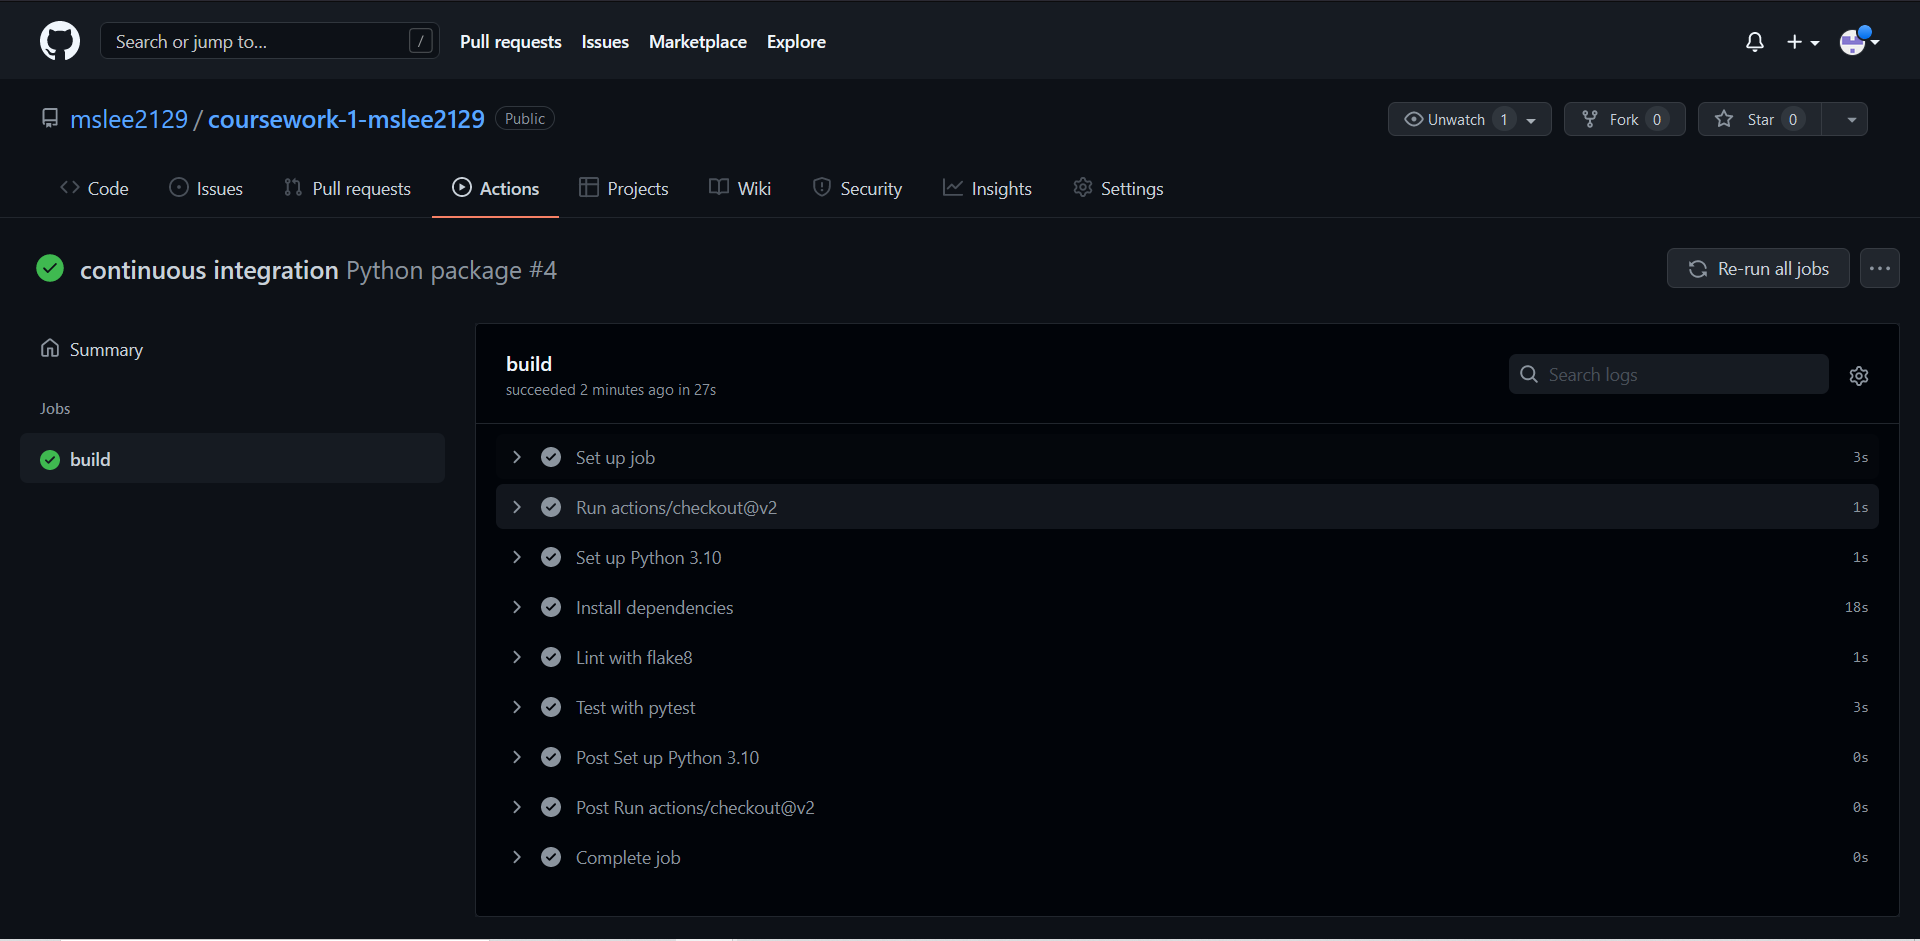 Search or jump to... / Pull requests Issues Marketplace Explore
mslee2129 / coursework-1-mslee2129 Public Unwatch 1 Fork 0 Star 0
Code Issues Pull requests Actions Projects Wiki Security Insights Settings
continuous integration Python package #4 Re-run all jobs
Summary
Jobs
build
build
succeeded 2 minutes ago in 27s
Search logs
Set up job 3s
Run actions/checkout@v2 1s
Set up Python 3.10 1s
Install dependencies 18s
Lint with flake8 1s
Test with pytest 3s
Post Set up Python 3.10 0s
Post Run actions/checkout@v2 0s
Complete job 0s